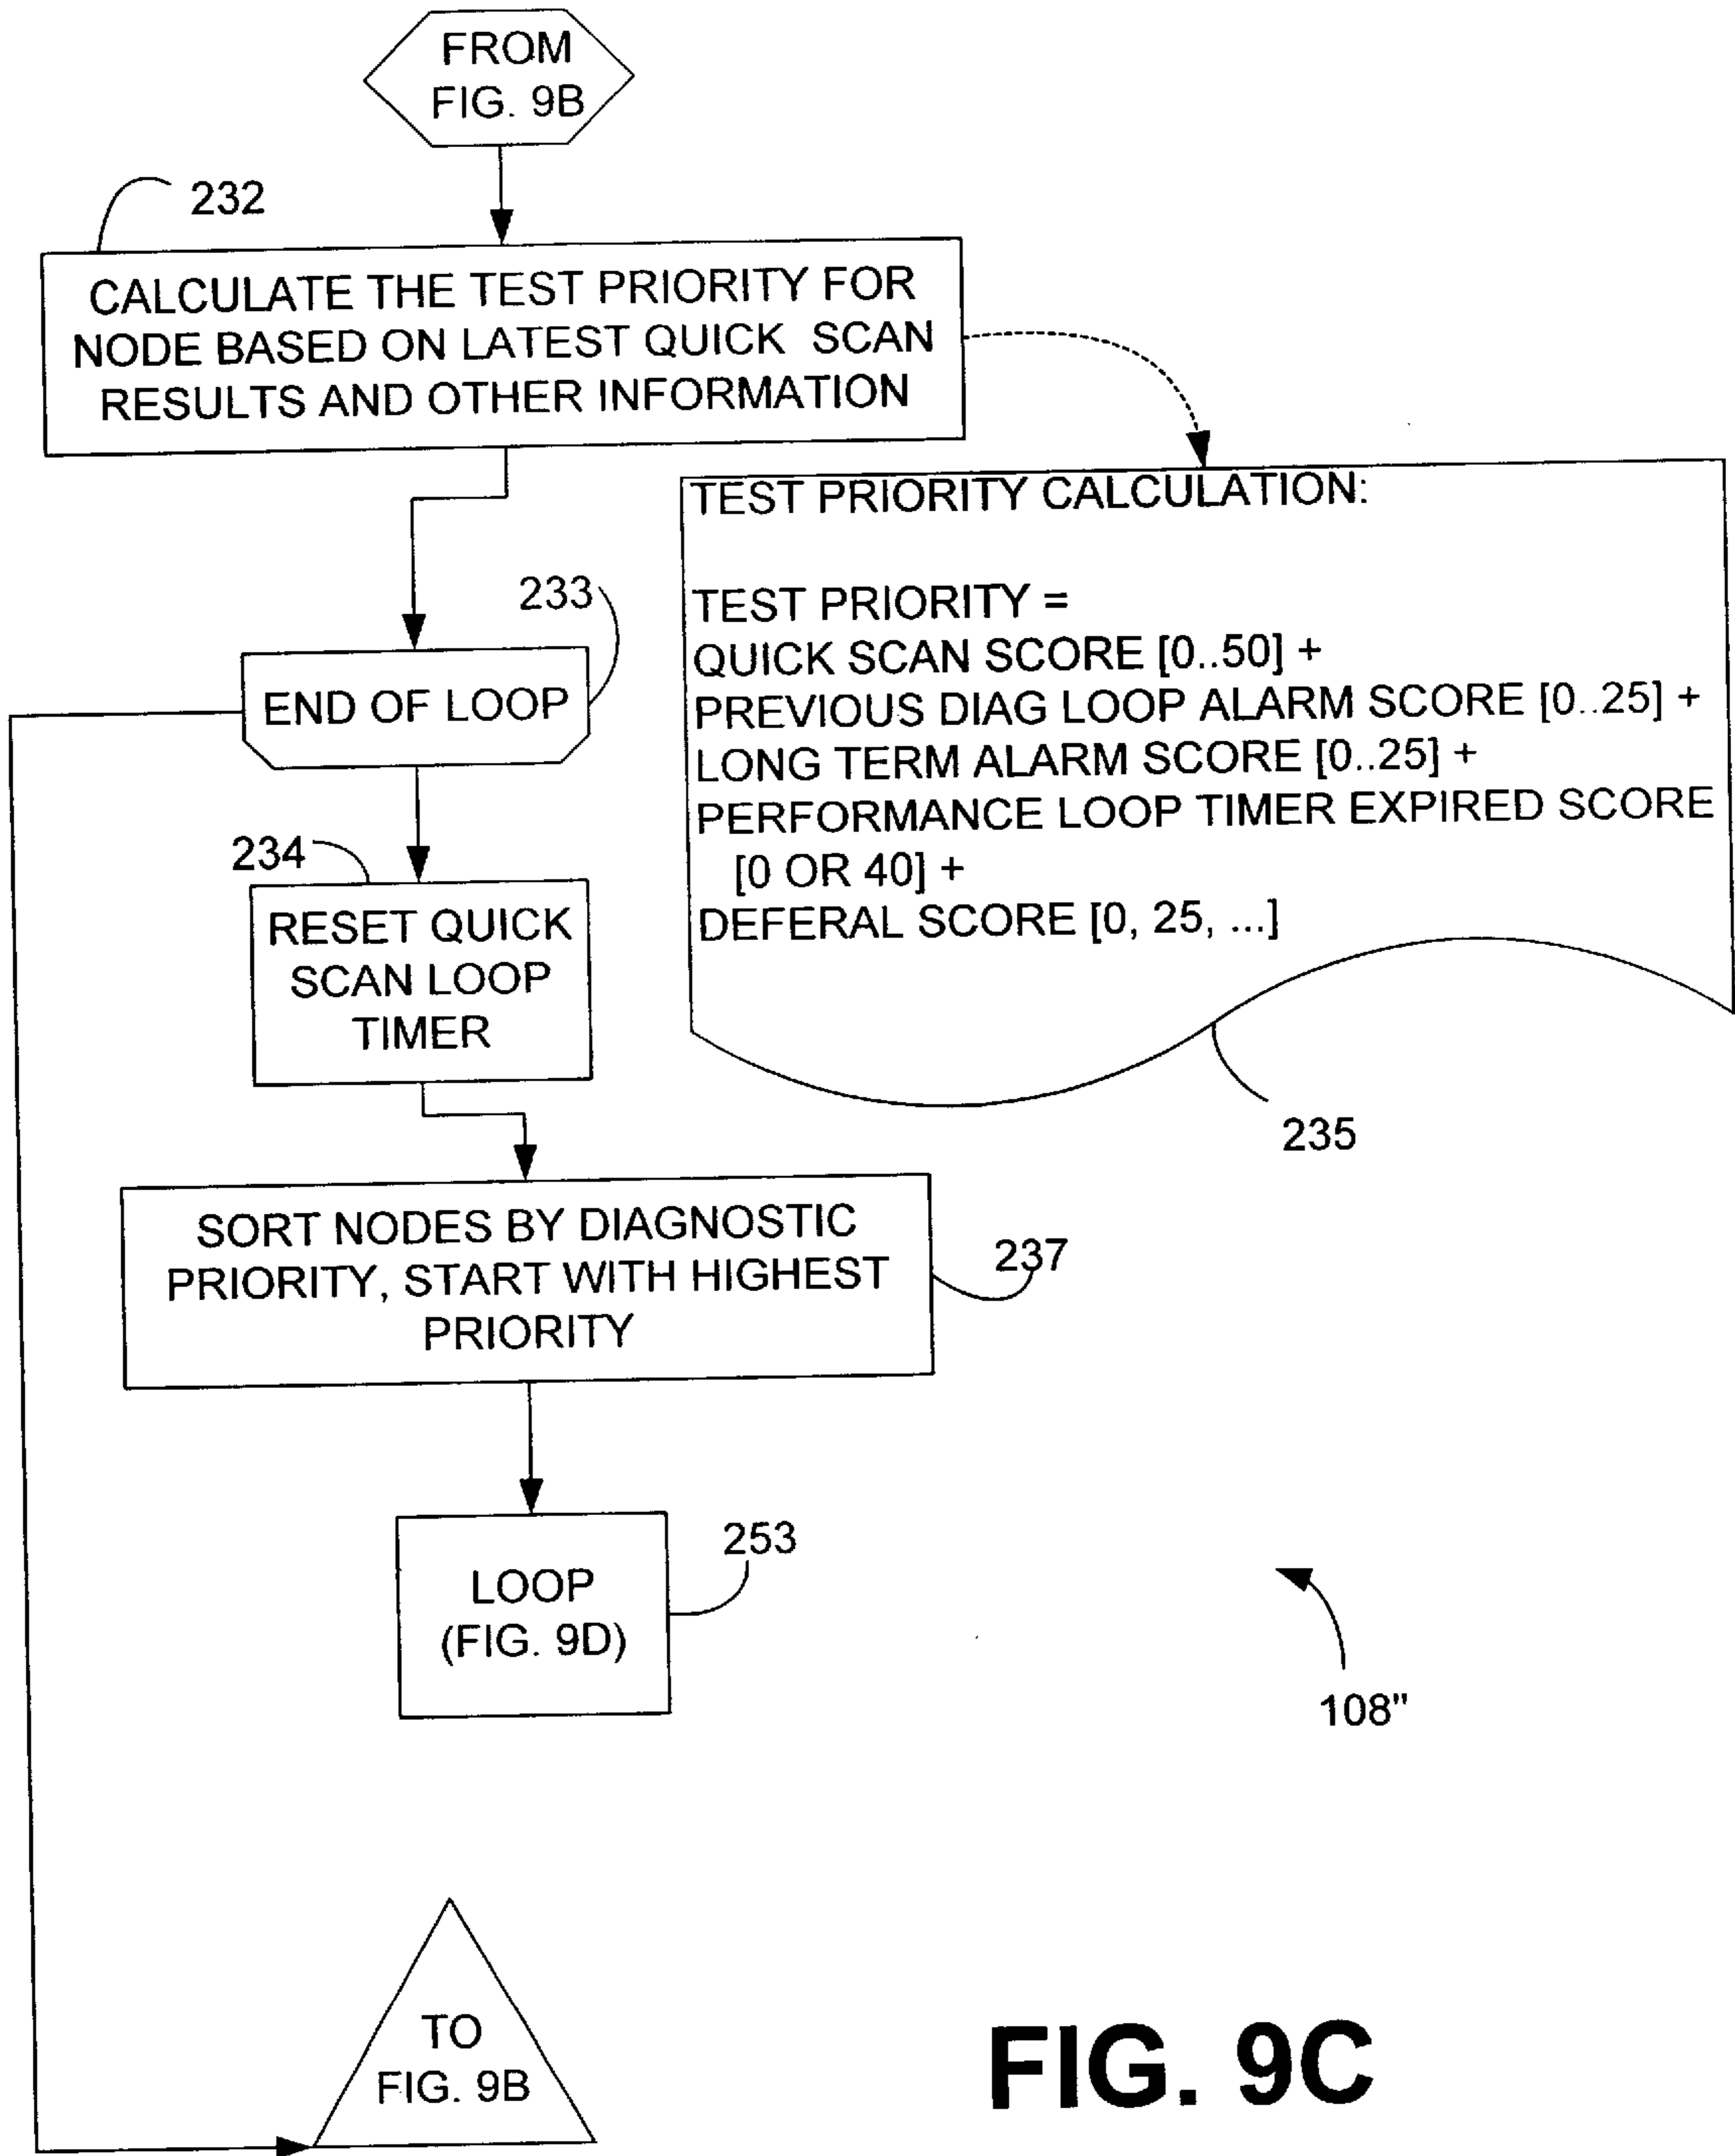 FROM
FIG. 9B
232
CALCULATE THE TEST PRIORITY FOR
NODE BASED ON LATEST QUICK SCAN
RESULTS AND OTHER INFORMATION
TEST PRIORITY CALCULATION:
TEST PRIORITY =
QUICK SCAN SCORE [0..50] +
PREVIOUS DIAG LOOP ALARM SCORE [0..25] +
LONG TERM ALARM SCORE [0..25] +
PERFORMANCE LOOP TIMER EXPIRED SCORE
[0 OR 40] +
DEFERAL SCORE [0, 25, ...]
235
233
END OF LOOP
234
RESET QUICK
SCAN LOOP
TIMER
SORT NODES BY DIAGNOSTIC
PRIORITY, START WITH HIGHEST
PRIORITY
237
LOOP
(FIG. 9D)
253
108"
TO
FIG. 9B
FIG. 9C